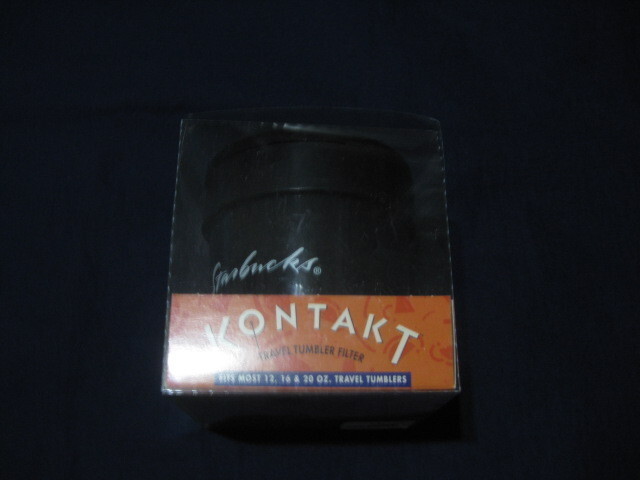 Starbucks®
KONTAKT
TRAVEL TUMBLER FILTER
FITS MOST 12, 16 & 20 OZ. TRAVEL TUMBLERS